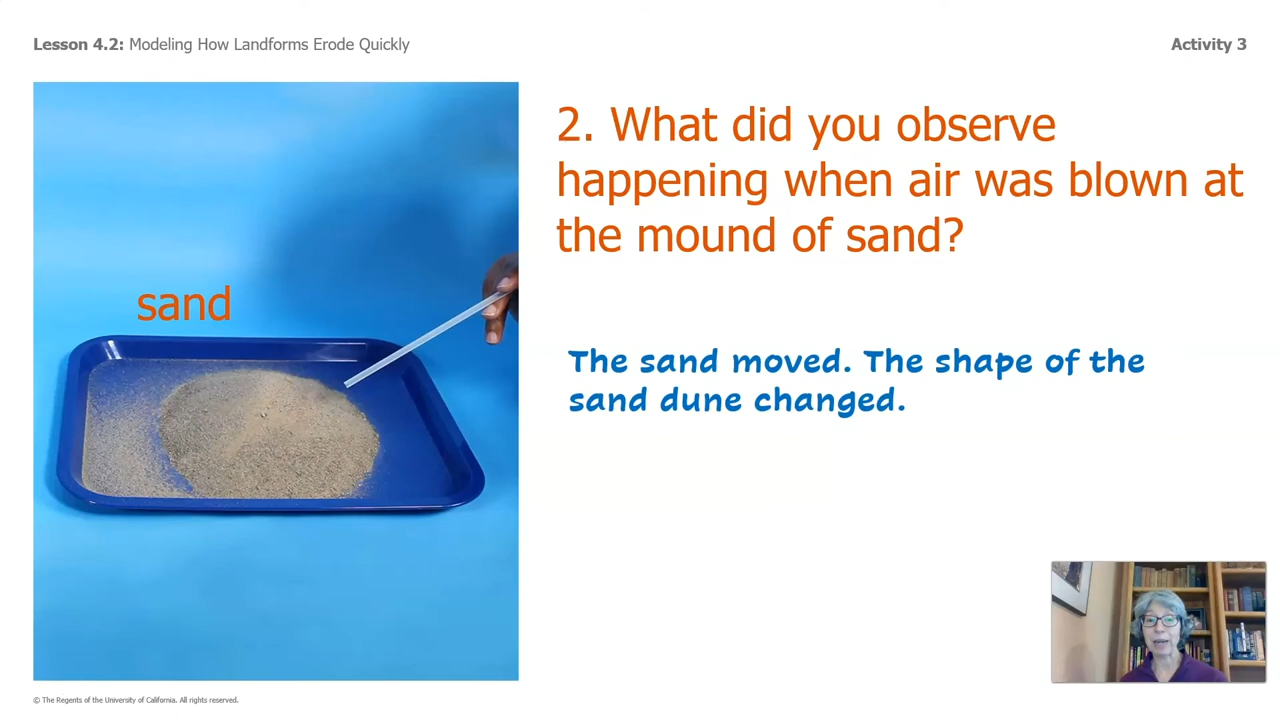 Lesson 4.2: Modeling How Landforms Erode Quickly
Activity 3
2. What did you observe
happening when air was blown at
the mound of sand?
sand
The sand moved. The shape of the
sand dune changed.
© The Regents of the University of California. All rights reserved.